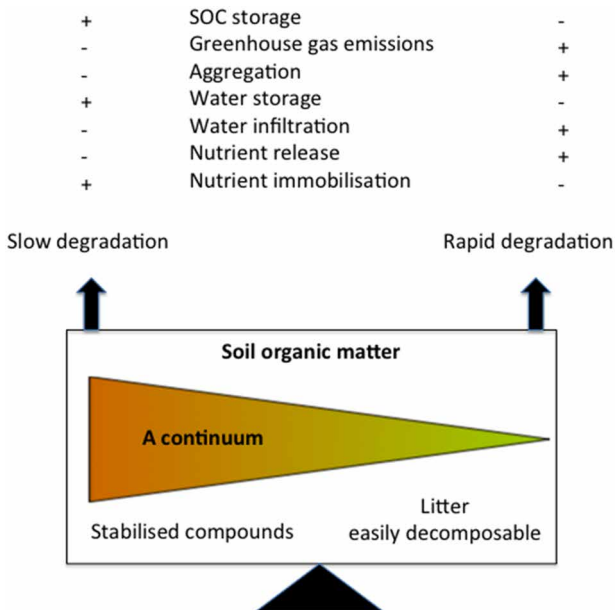 + SOC storage -
- Greenhouse gas emissions +
- Aggregation +
+ Water storage -
- Water infiltration +
- Nutrient release +
+ Nutrient immobilisation -
Slow degradation Rapid degradation
Soil organic matter
A continuum
Litter
Stabilised compounds easily decomposable